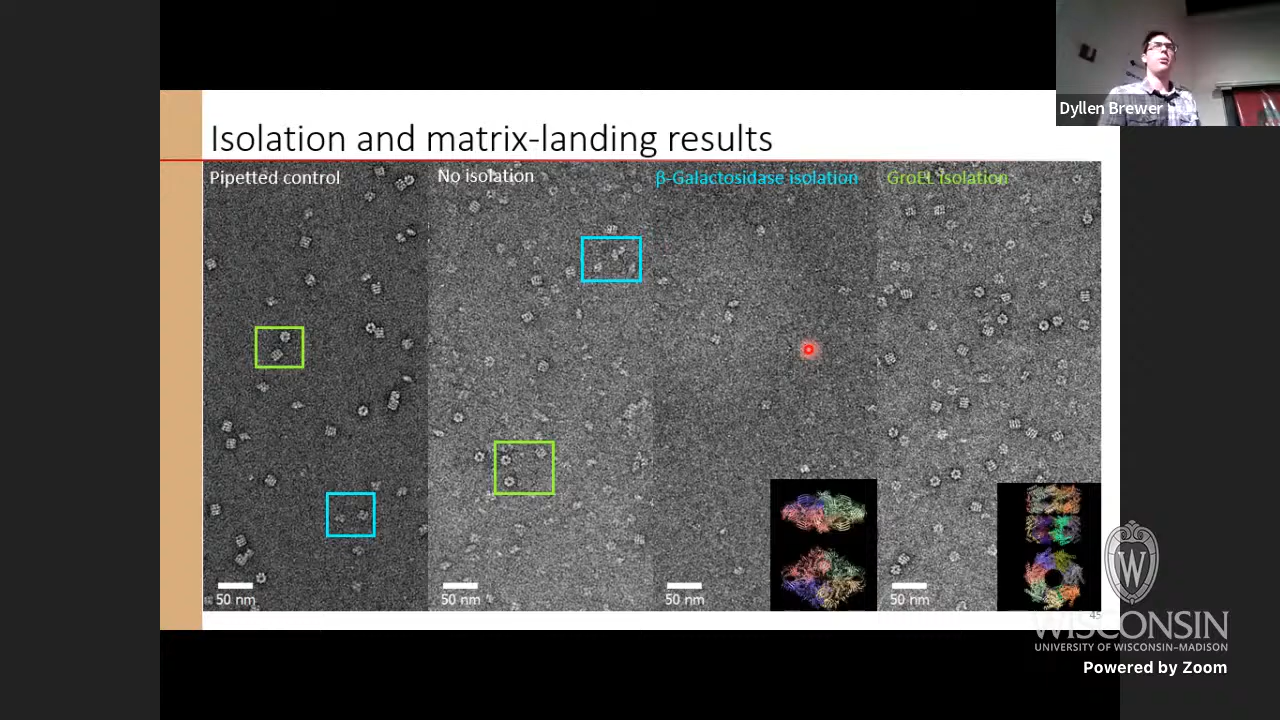 Dyllen Brewer
Isolation and matrix-landing results
Pipetted control
No isolation
β-Galactosidase isolation
GroEL isolation
50 nm
50 nm
50 nm
50 nm
45
W
WISCONSIN
UNIVERSITY OF WISCONSIN–MADISON
Powered by Zoom